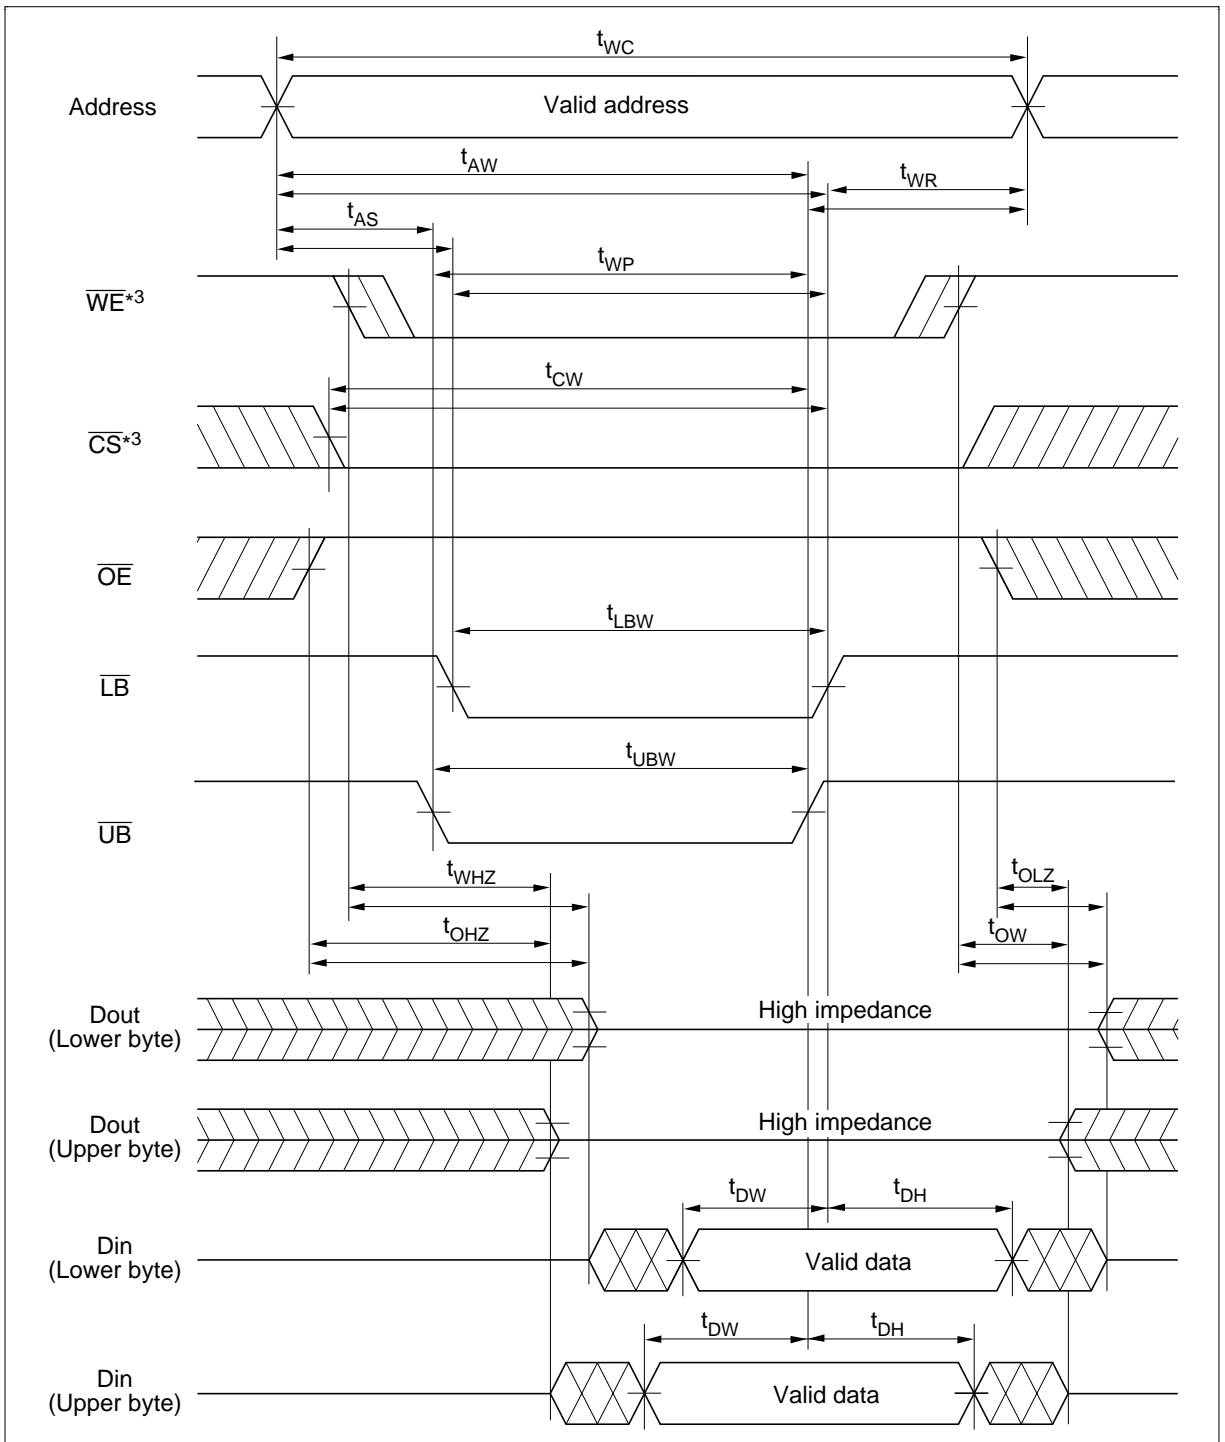 tWC
Address
Valid address
tAW
tWR
tAS
tWP
WE*3
tCW
CS*3
OE
tLBW
LB
tUBW
UB
tWHZ
tOLZ
tOHZ
tOW
Dout
(Lower byte)
High impedance
Dout
(Upper byte)
High impedance
tDW
tDH
Din
(Lower byte)
Valid data
tDW
tDH
Din
(Upper byte)
Valid data